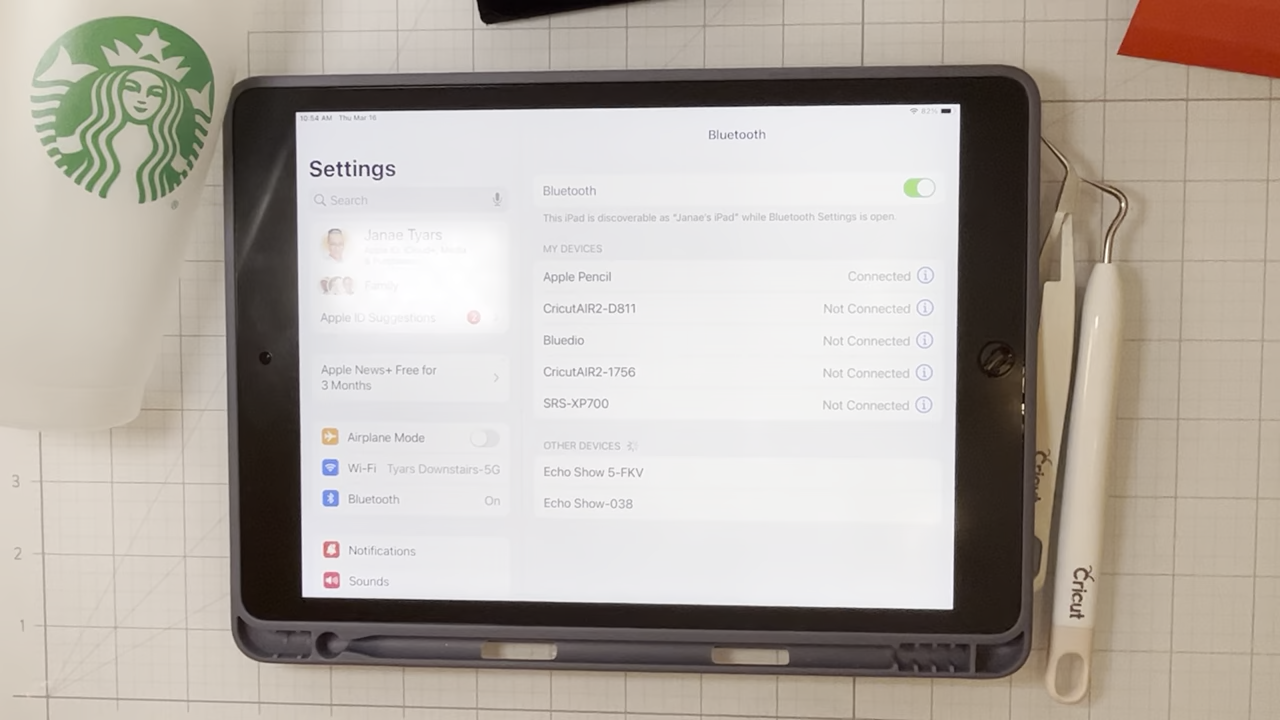 10:54 AM Thu Mar 16
82%
Bluetooth
Settings
Search
Janae Tyars
Family
Apple ID Suggestions 2
Apple News+ Free for
3 Months
Airplane Mode
Wi-Fi Tyars Downstairs-5G
Bluetooth On
Notifications
Sounds
Bluetooth
This iPad is discoverable as "Janae's iPad" while Bluetooth Settings is open.
MY DEVICES
Apple Pencil Connected
CricutAIR2-D811 Not Connected
Bluedio Not Connected
CricutAIR2-1756 Not Connected
SRS-XP700 Not Connected
OTHER DEVICES
Echo Show 5-FKV
Echo Show-038
Cricut
Cricut
3
2
1
®